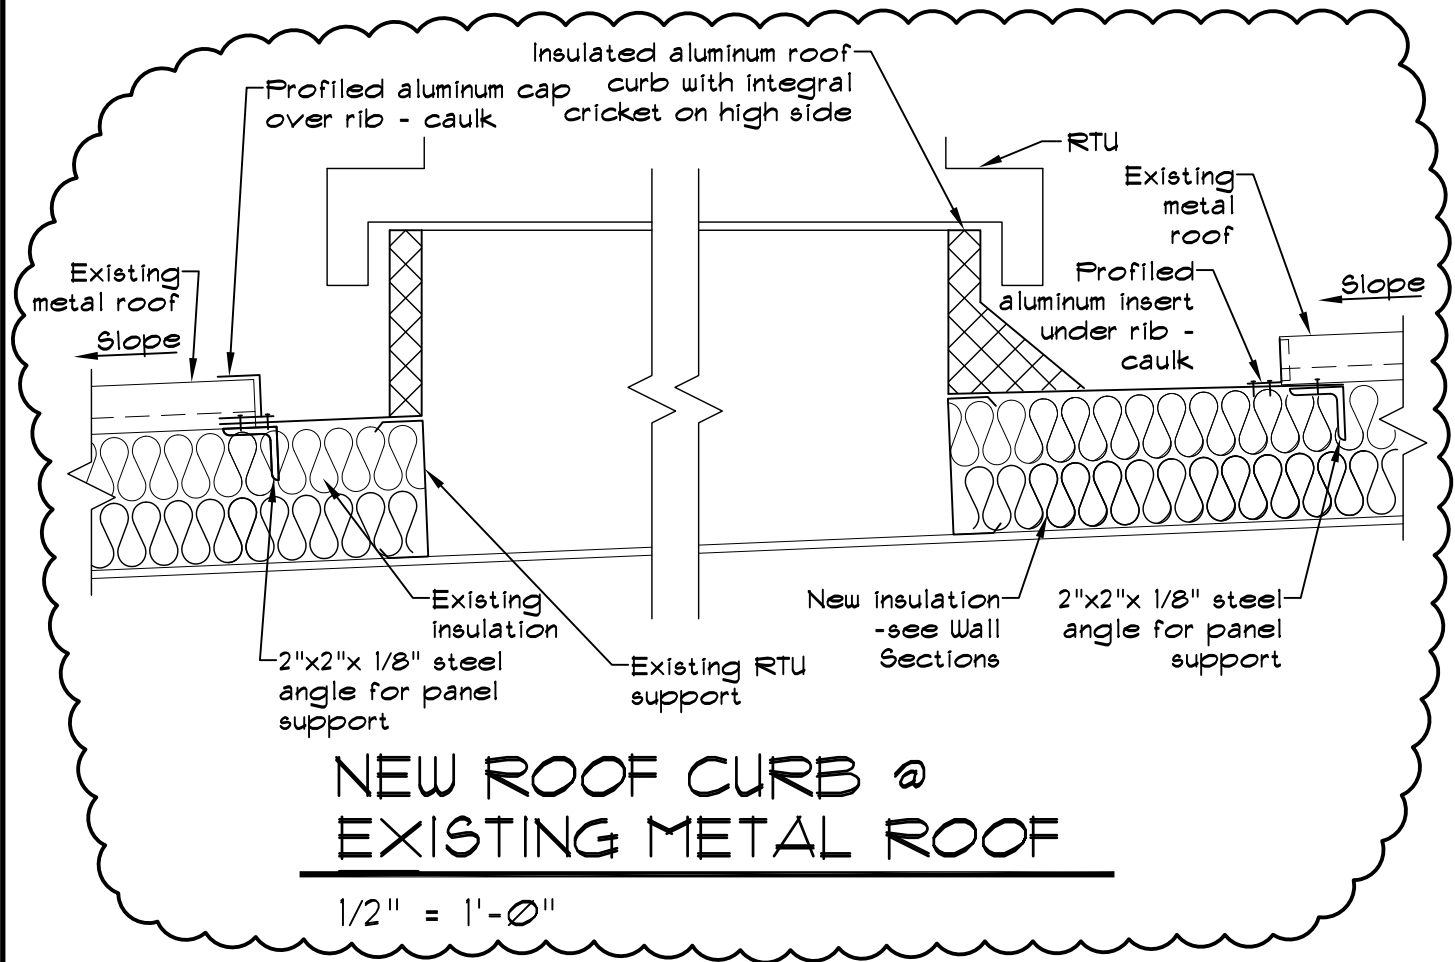 Insulated aluminum roof
curb with integral
cricket on high side
Profiled aluminum cap
over rib - caulk
RTU
Existing
metal
roof
Existing
metal roof
Slope
Profiled
aluminum insert
under rib -
caulk
Slope
Existing
insulation
2"x2"x 1/8" steel
angle for panel
support
Existing RTU
support
New insulation
-see Wall
Sections
2"x2"x 1/8" steel
angle for panel
support
NEW ROOF CURB @
EXISTING METAL ROOF
1/2" = 1'-0"